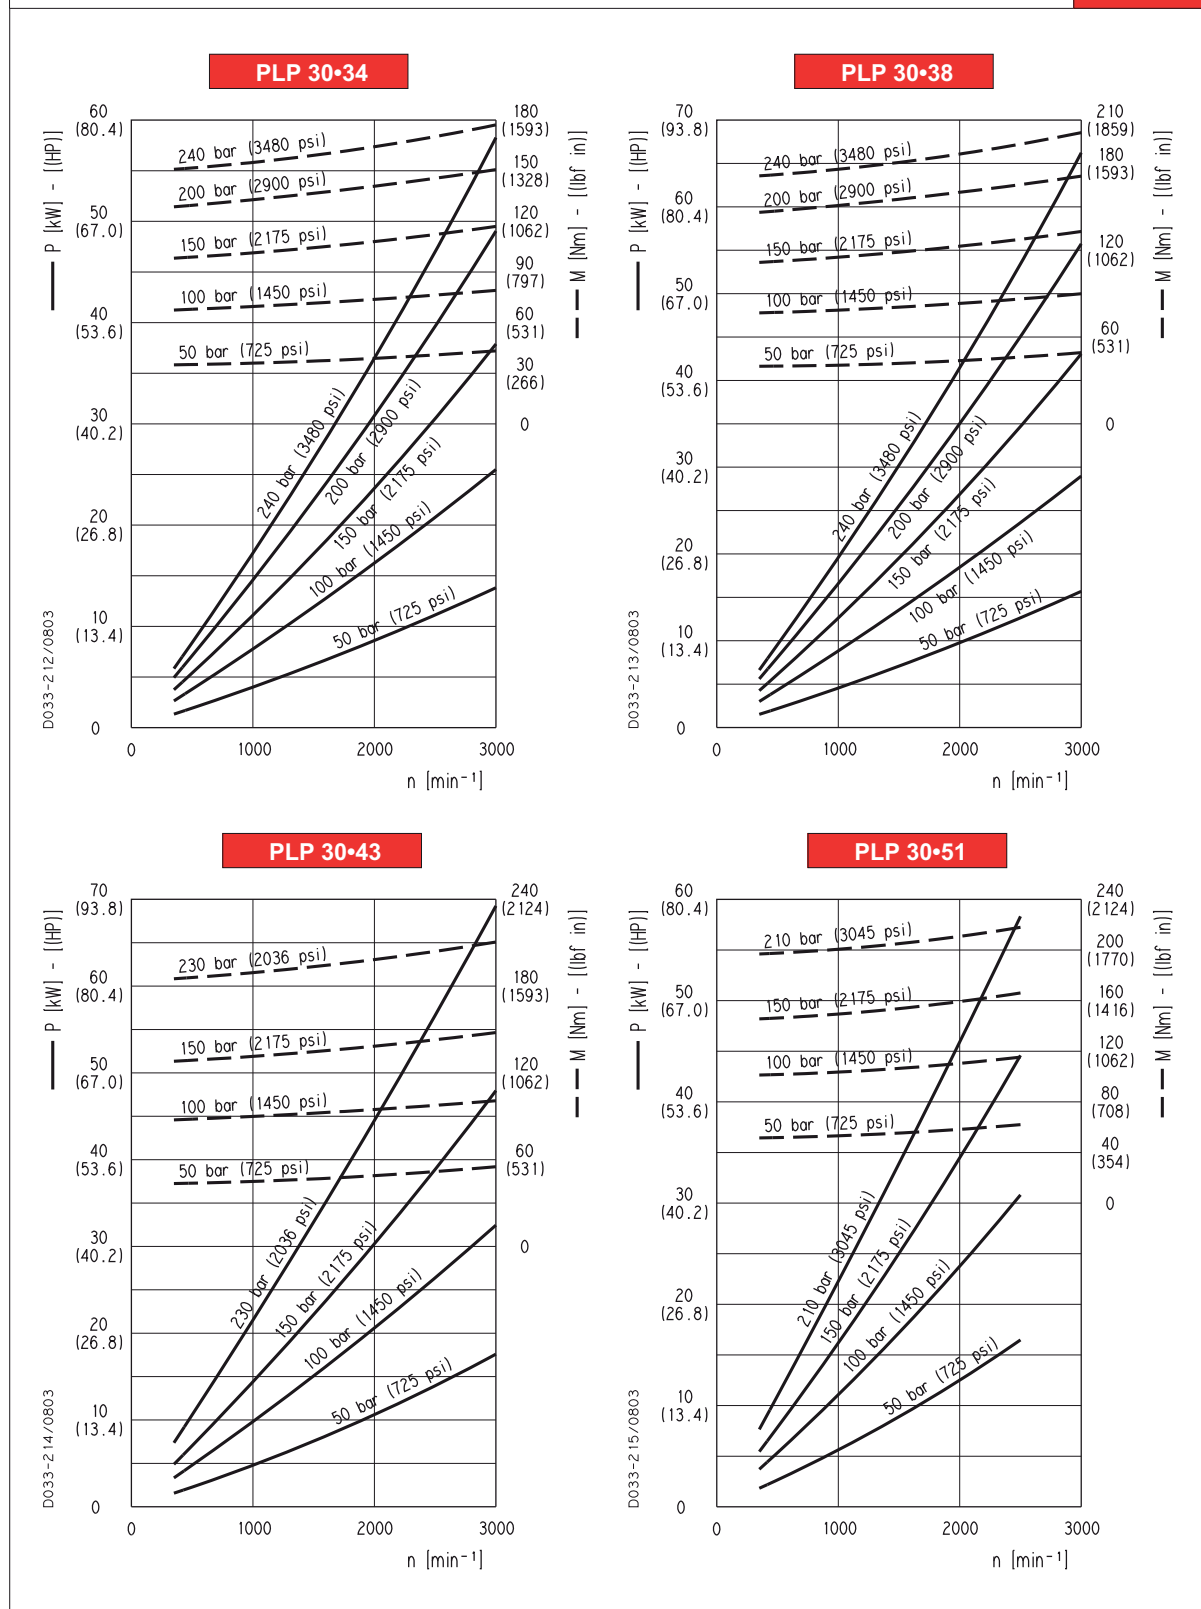 PLP 30•34
P [kW] - [(HP)]
60
(80.4)
50
(67.0)
40
(53.6)
30
(40.2)
20
(26.8)
10
(13.4)
0
240 bar (3480 psi)
200 bar (2900 psi)
150 bar (2175 psi)
100 bar (1450 psi)
50 bar (725 psi)
240 bar (3480 psi)
200 bar (2900 psi)
150 bar (2175 psi)
100 bar (1450 psi)
50 bar (725 psi)
180
(1593)
150
(1328)
120
(1062)
90
(797)
60
(531)
30
(266)
0
M [Nm] - [(lbf in)]
D033-212/0803
0 1000 2000 3000
n [min⁻¹]
PLP 30•38
P [kW] - [(HP)]
70
(93.8)
60
(80.4)
50
(67.0)
40
(53.6)
30
(40.2)
20
(26.8)
10
(13.4)
0
240 bar (3480 psi)
200 bar (2900 psi)
150 bar (2175 psi)
100 bar (1450 psi)
50 bar (725 psi)
240 bar (3480 psi)
200 bar (2900 psi)
150 bar (2175 psi)
100 bar (1450 psi)
50 bar (725 psi)
210
(1859)
180
(1593)
120
(1062)
60
(531)
0
M [Nm] - [(lbf in)]
D033-213/0803
0 1000 2000 3000
n [min⁻¹]
PLP 30•43
P [kW] - [(HP)]
70
(93.8)
60
(80.4)
50
(67.0)
40
(53.6)
30
(40.2)
20
(26.8)
10
(13.4)
0
230 bar (2036 psi)
150 bar (2175 psi)
100 bar (1450 psi)
50 bar (725 psi)
230 bar (2036 psi)
150 bar (2175 psi)
100 bar (1450 psi)
50 bar (725 psi)
240
(2124)
180
(1593)
120
(1062)
60
(531)
0
M [Nm] - [(lbf in)]
D033-214/0803
0 1000 2000 3000
n [min⁻¹]
PLP 30•51
P [kW] - [(HP)]
60
(80.4)
50
(67.0)
40
(53.6)
30
(40.2)
20
(26.8)
10
(13.4)
0
210 bar (3045 psi)
150 bar (2175 psi)
100 bar (1450 psi)
50 bar (725 psi)
210 bar (3045 psi)
150 bar (2175 psi)
100 bar (1450 psi)
50 bar (725 psi)
240
(2124)
200
(1770)
160
(1416)
120
(1062)
80
(708)
40
(354)
0
M [Nm] - [(lbf in)]
D033-215/0803
0 1000 2000 3000
n [min⁻¹]